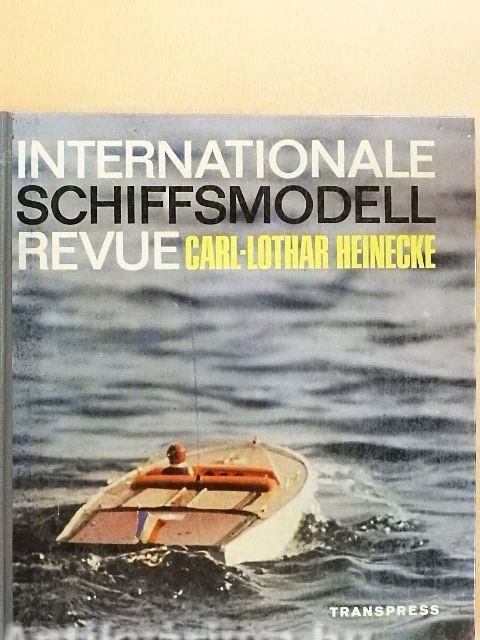 INTERNATIONALE
SCHIFFSMODELL
REVUE CARL-LOTHAR HEINECKE
TRANSPRESS